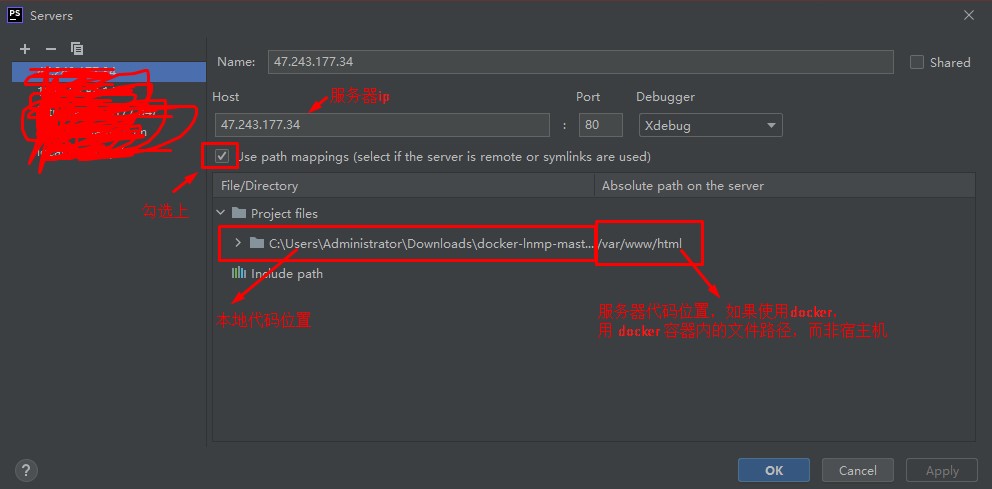 PS Servers
Name: 47.243.177.34 Shared
服务器ip
Host Port Debugger
47.243.177.34 : 80 Xdebug
Use path mappings (select if the server is remote or symlinks are used)
勾选上
File/Directory Absolute path on the server
Project files
C:\Users\Administrator\Downloads\docker-lnmp-mast... /var/www/html
Include path
本地代码位置
服务器代码位置，如果使用docker,
用 docker 容器内的文件路径，而非宿主机
? OK Cancel Apply